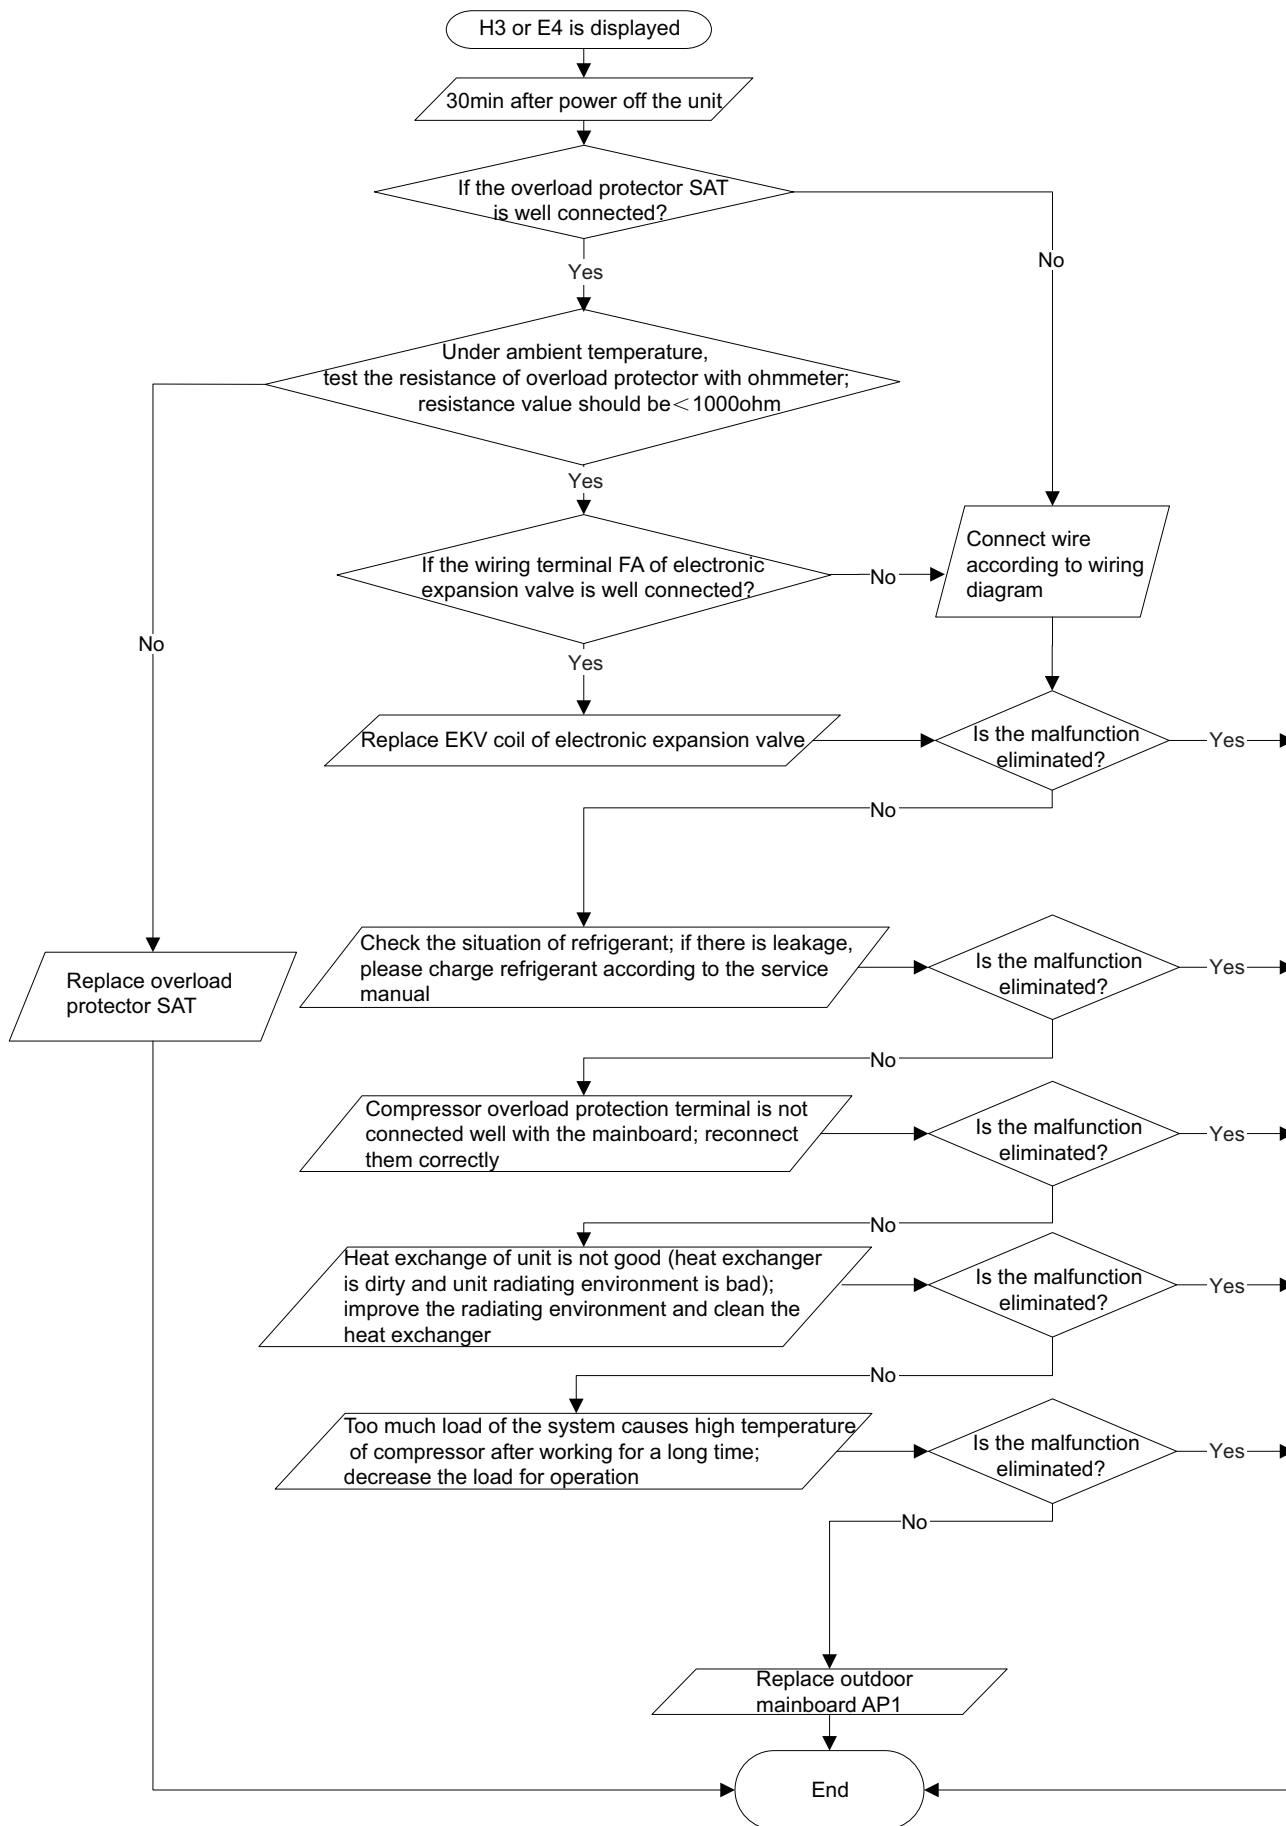 H3 or E4 is displayed
30min after power off the unit
If the overload protector SAT
is well connected?
No
Yes
Under ambient temperature,
test the resistance of overload protector with ohmmeter;
resistance value should be＜1000ohm
Yes
If the wiring terminal FA of electronic
expansion valve is well connected?
No
Connect wire
according to wiring
diagram
No
Yes
Replace EKV coil of electronic expansion valve
Is the malfunction
eliminated?
Yes
No
Replace overload
protector SAT
Check the situation of refrigerant; if there is leakage,
please charge refrigerant according to the service
manual
Is the malfunction
eliminated?
Yes
No
Compressor overload protection terminal is not
connected well with the mainboard; reconnect
them correctly
Is the malfunction
eliminated?
Yes
No
Heat exchange of unit is not good (heat exchanger
is dirty and unit radiating environment is bad);
improve the radiating environment and clean the
heat exchanger
Is the malfunction
eliminated?
Yes
No
Too much load of the system causes high temperature
of compressor after working for a long time;
decrease the load for operation
Is the malfunction
eliminated?
Yes
No
Replace outdoor
mainboard AP1
End